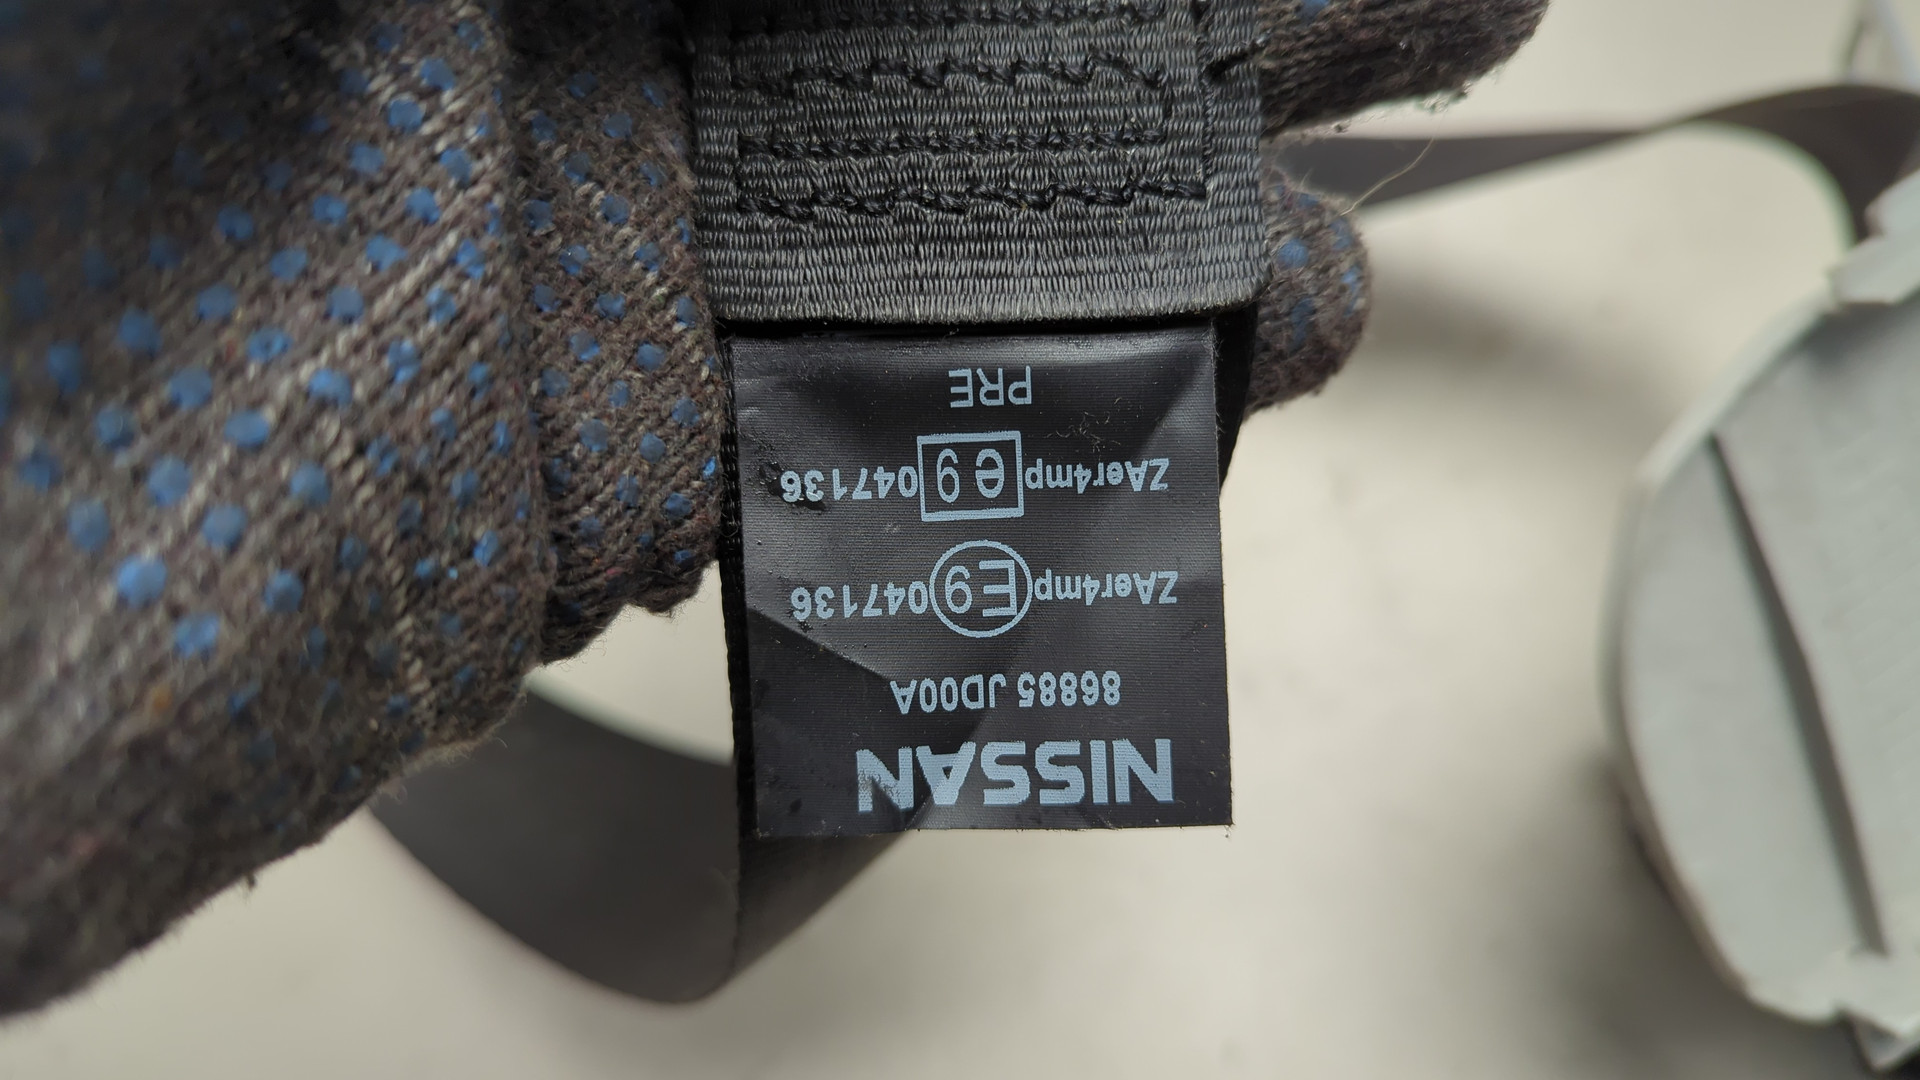 NISSAN
86885 JD00A
ZAer4mp E9 047136
ZAer4mp e9 047136
PRE